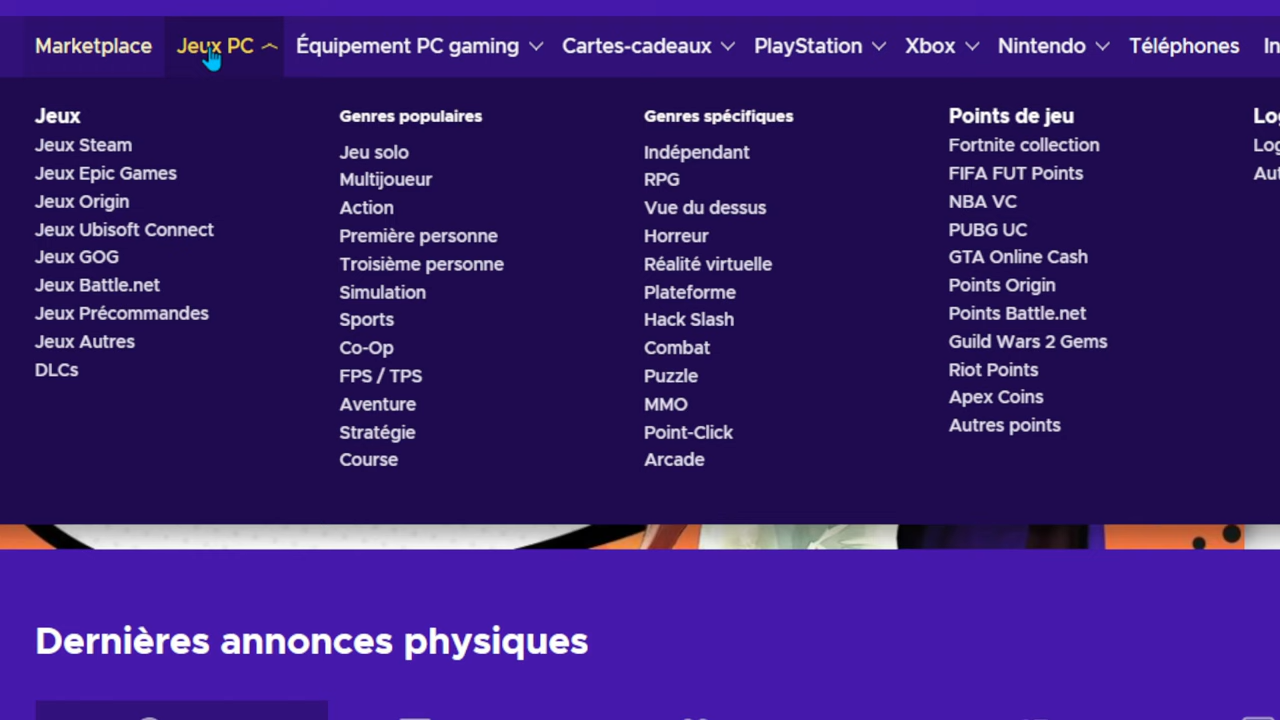 Marketplace
Jeux PC
Équipement PC gaming
Cartes-cadeaux
PlayStation
Xbox
Nintendo
Téléphones
Jeux
Jeux Steam
Jeux Epic Games
Jeux Origin
Jeux Ubisoft Connect
Jeux GOG
Jeux Battle.net
Jeux Précommandes
Jeux Autres
DLCs
Genres populaires
Jeu solo
Multijoueur
Action
Première personne
Troisième personne
Simulation
Sports
Co-Op
FPS / TPS
Aventure
Stratégie
Course
Genres spécifiques
Indépendant
RPG
Vue du dessus
Horreur
Réalité virtuelle
Plateforme
Hack Slash
Combat
Puzzle
MMO
Point-Click
Arcade
Points de jeu
Fortnite collection
FIFA FUT Points
NBA VC
PUBG UC
GTA Online Cash
Points Origin
Points Battle.net
Guild Wars 2 Gems
Riot Points
Apex Coins
Autres points
Dernières annonces physiques